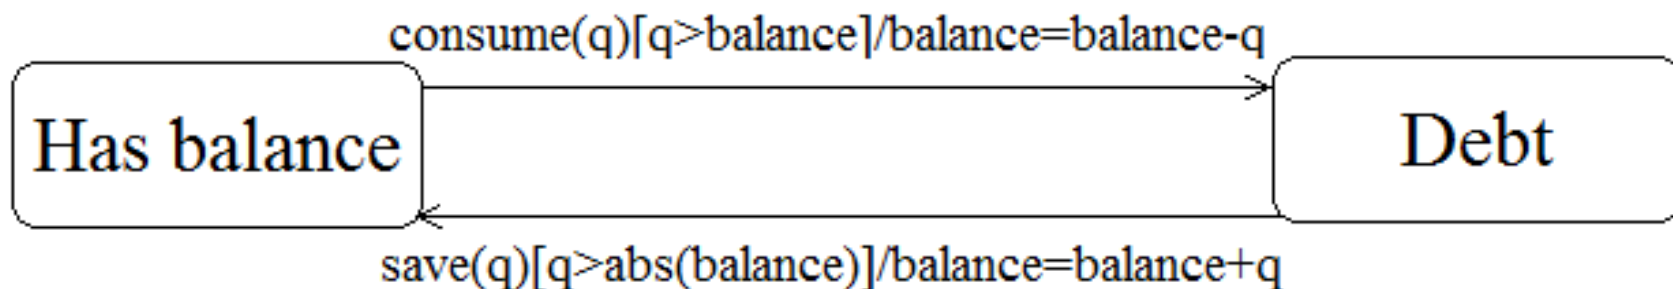 consume(q)[q>balance]/balance=balance-q
Has balance
Debt
save(q)[q>abs(balance)]/balance=balance+q